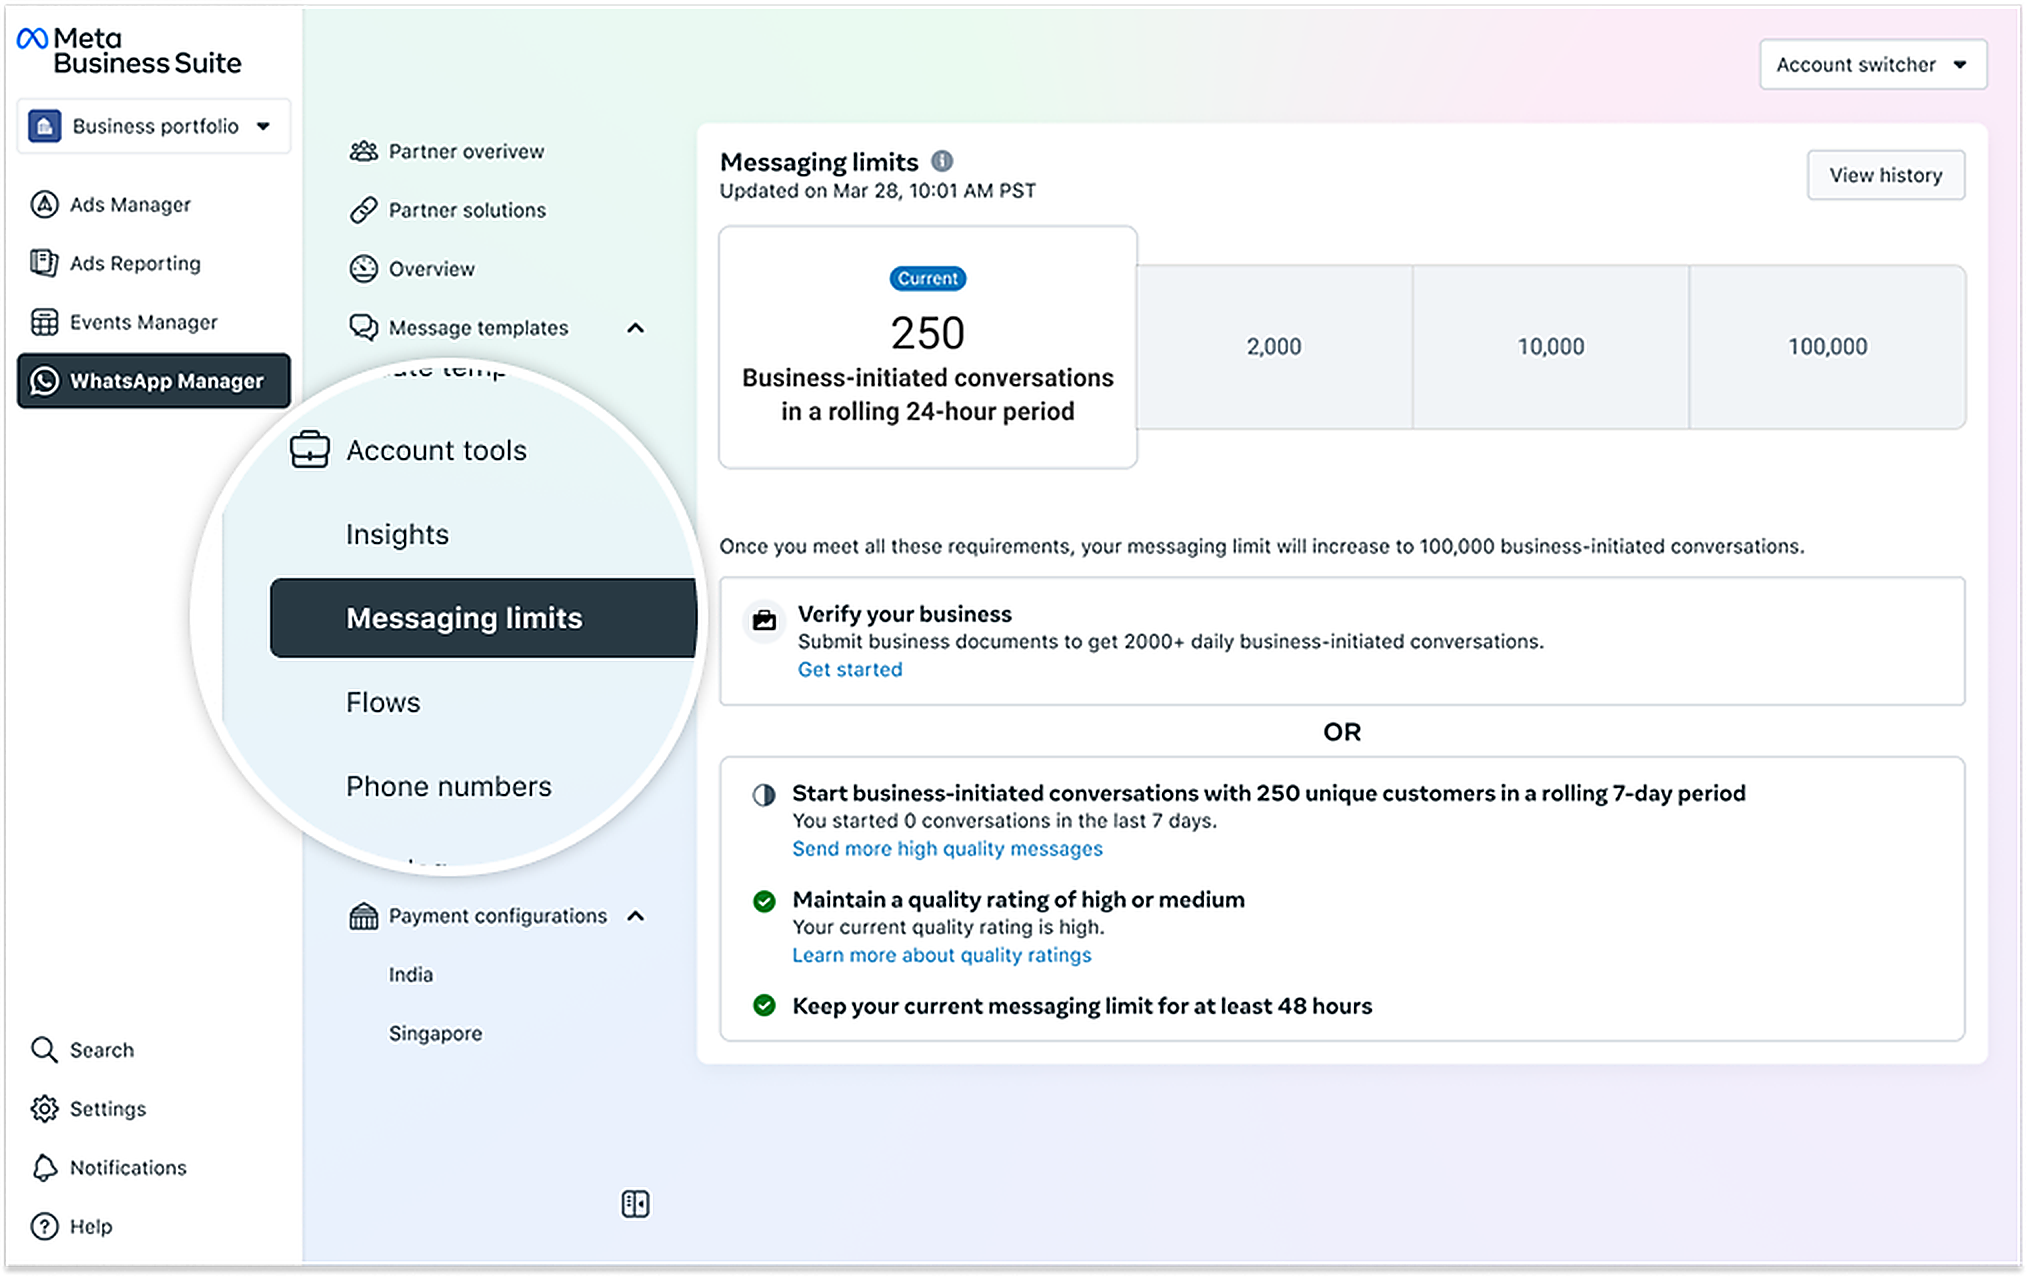 Meta
Business Suite
Business portfolio
Ads Manager
Ads Reporting
Events Manager
WhatsApp Manager
Search
Settings
Notifications
Help
Partner overivew
Partner solutions
Overview
Message templates
Account tools
Insights
Messaging limits
Flows
Phone numbers
Payment configurations
India
Singapore
Account switcher
Messaging limits
Updated on Mar 28, 10:01 AM PST
View history
Current
250
Business-initiated conversations
in a rolling 24-hour period
2,000
10,000
100,000
Once you meet all these requirements, your messaging limit will increase to 100,000 business-initiated conversations.
Verify your business
Submit business documents to get 2000+ daily business-initiated conversations.
Get started
OR
Start business-initiated conversations with 250 unique customers in a rolling 7-day period
You started 0 conversations in the last 7 days.
Send more high quality messages
Maintain a quality rating of high or medium
Your current quality rating is high.
Learn more about quality ratings
Keep your current messaging limit for at least 48 hours